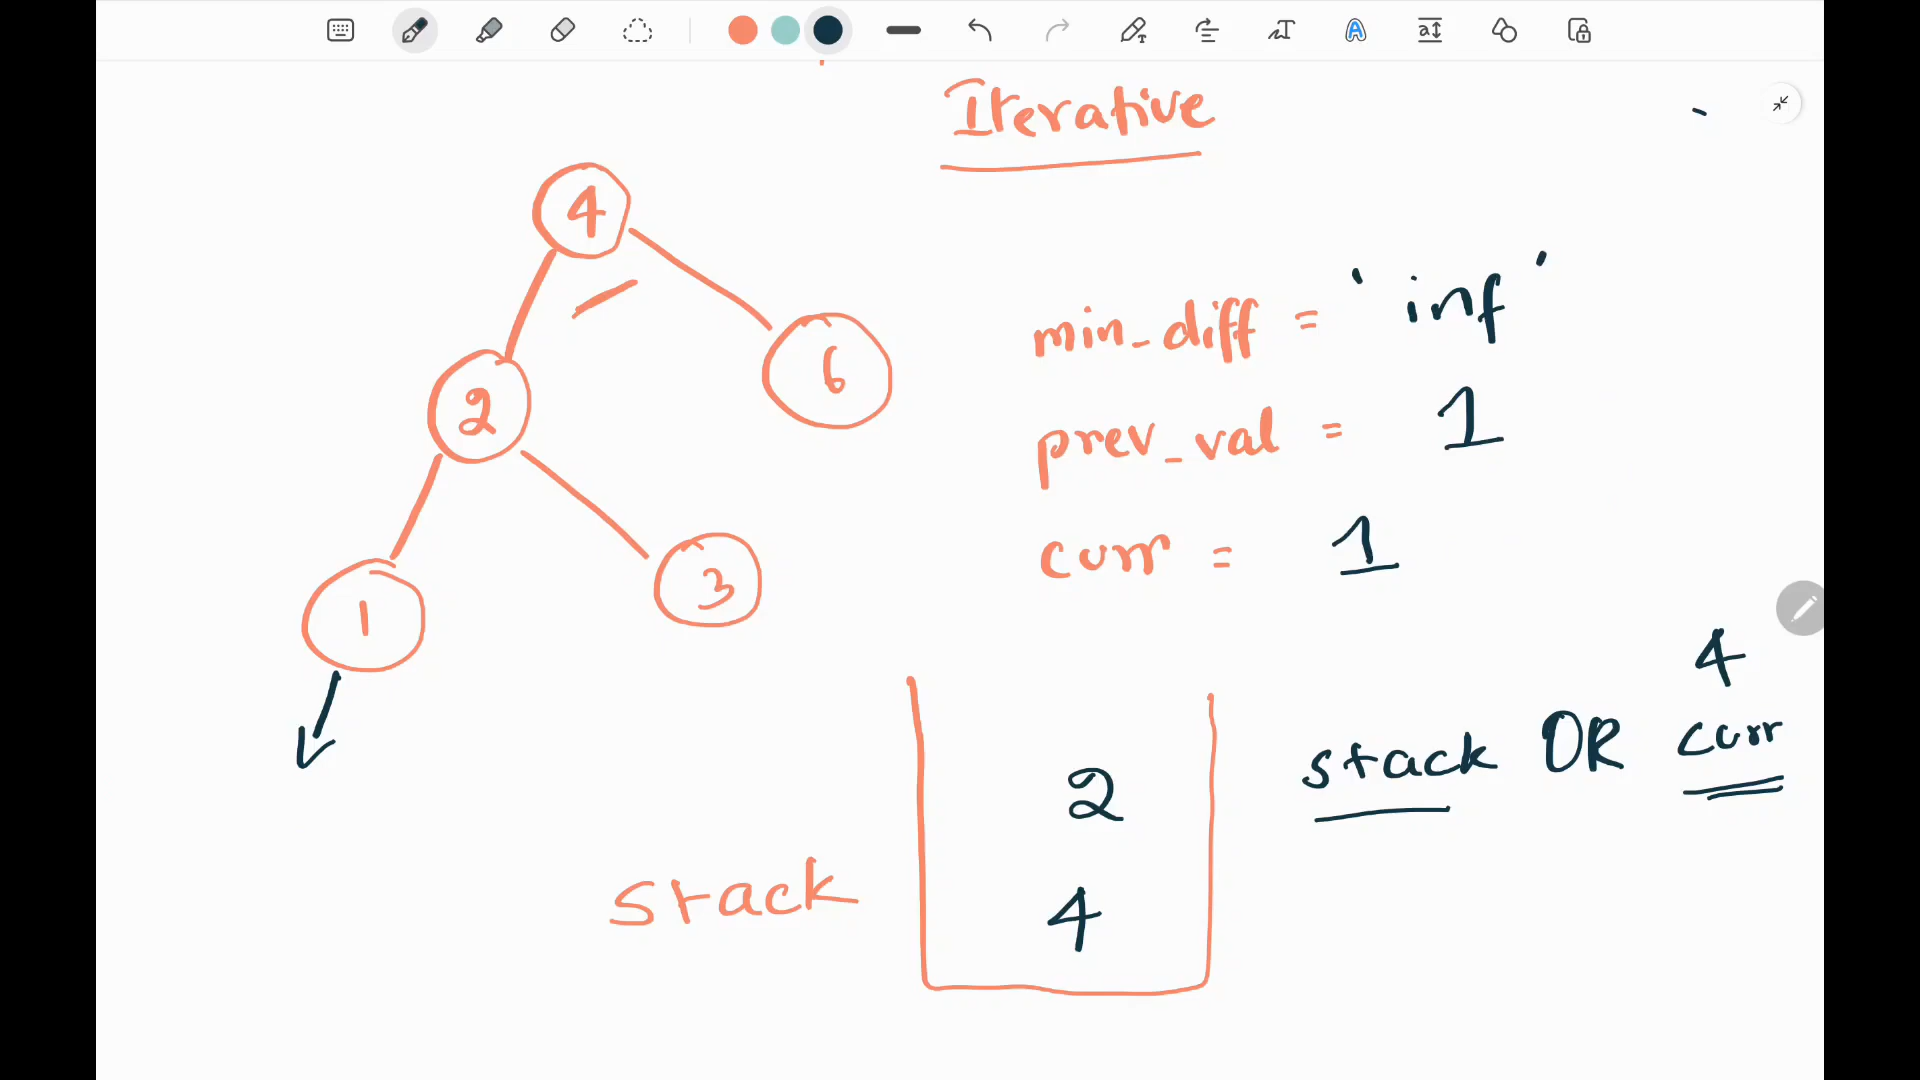 Iterative
4
2
6
1
3
min_diff = 'inf'
prev_val = 1
curr = 1
4
stack OR curr
2
stack
4